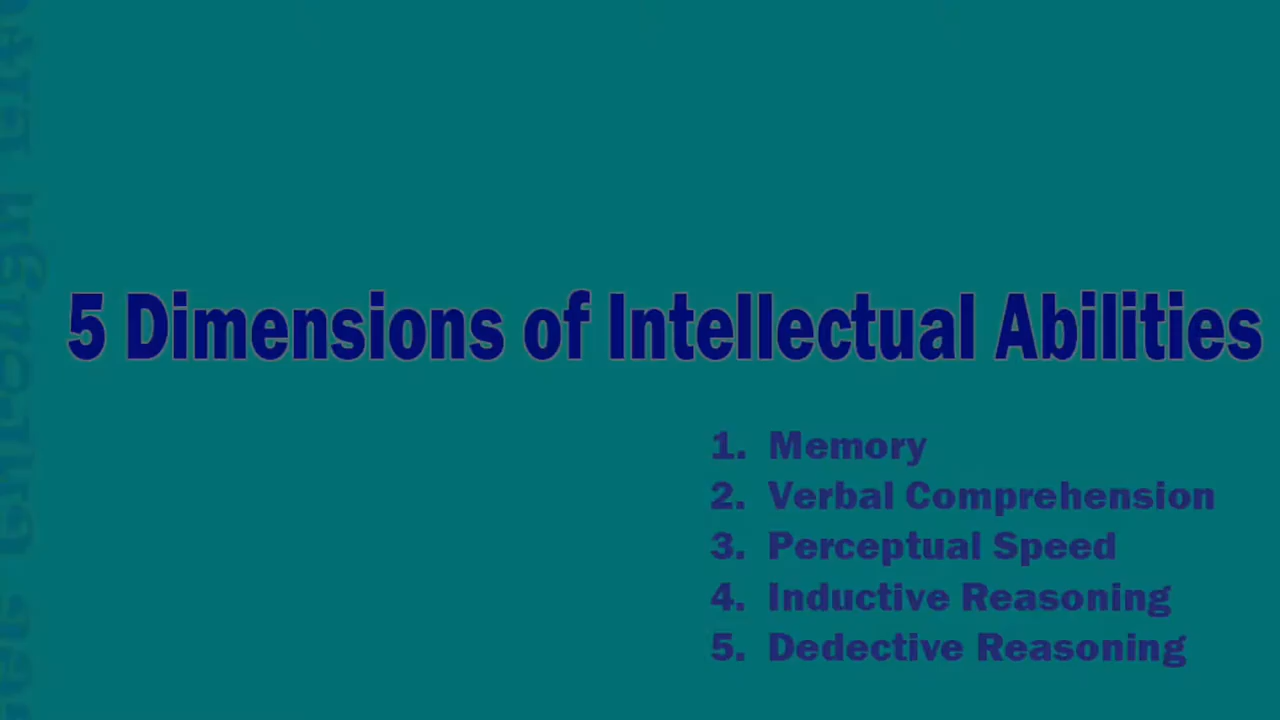 5 Dimensions of Intellectual Abilities
1. Memory
2. Verbal Comprehension
3. Perceptual Speed
4. Inductive Reasoning
5. Dedective Reasoning